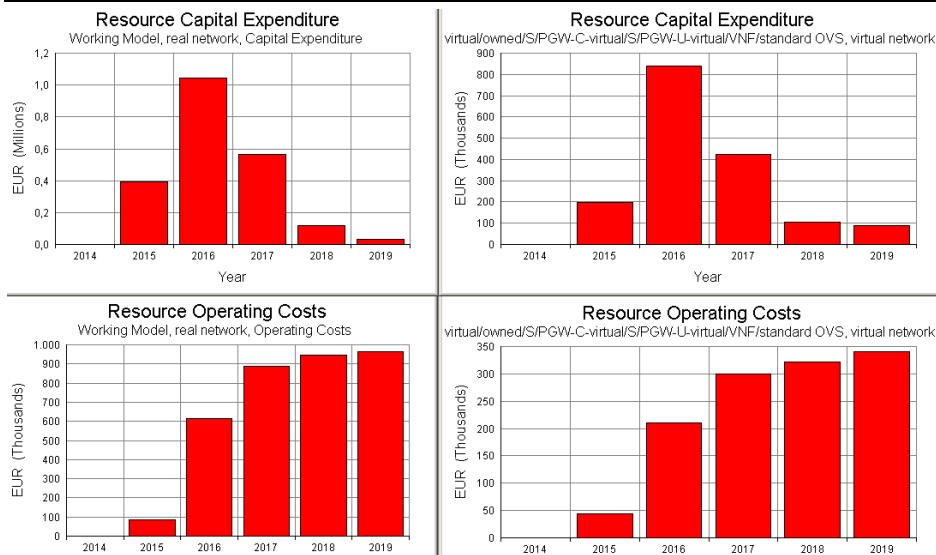 Resource Capital Expenditure
Working Model, real network, Capital Expenditure
EUR (Millions)
1,2
1,0
0,8
0,6
0,4
0,2
0,0
2014 2015 2016 2017 2018 2019
Year
Resource Capital Expenditure
virtual/owned/S/PGW-C-virtual/S/PGW-U-virtual/VNF/standard OVS, virtual network
EUR (Thousands)
900
800
700
600
500
400
300
200
100
0
2014 2015 2016 2017 2018 2019
Year
Resource Operating Costs
Working Model, real network, Operating Costs
EUR (Thousands)
1.000
900
800
700
600
500
400
300
200
100
0
2014 2015 2016 2017 2018 2019
Resource Operating Costs
virtual/owned/S/PGW-C-virtual/S/PGW-U-virtual/VNF/standard OVS, virtual network
EUR (Thousands)
350
300
250
200
150
100
50
0
2014 2015 2016 2017 2018 2019